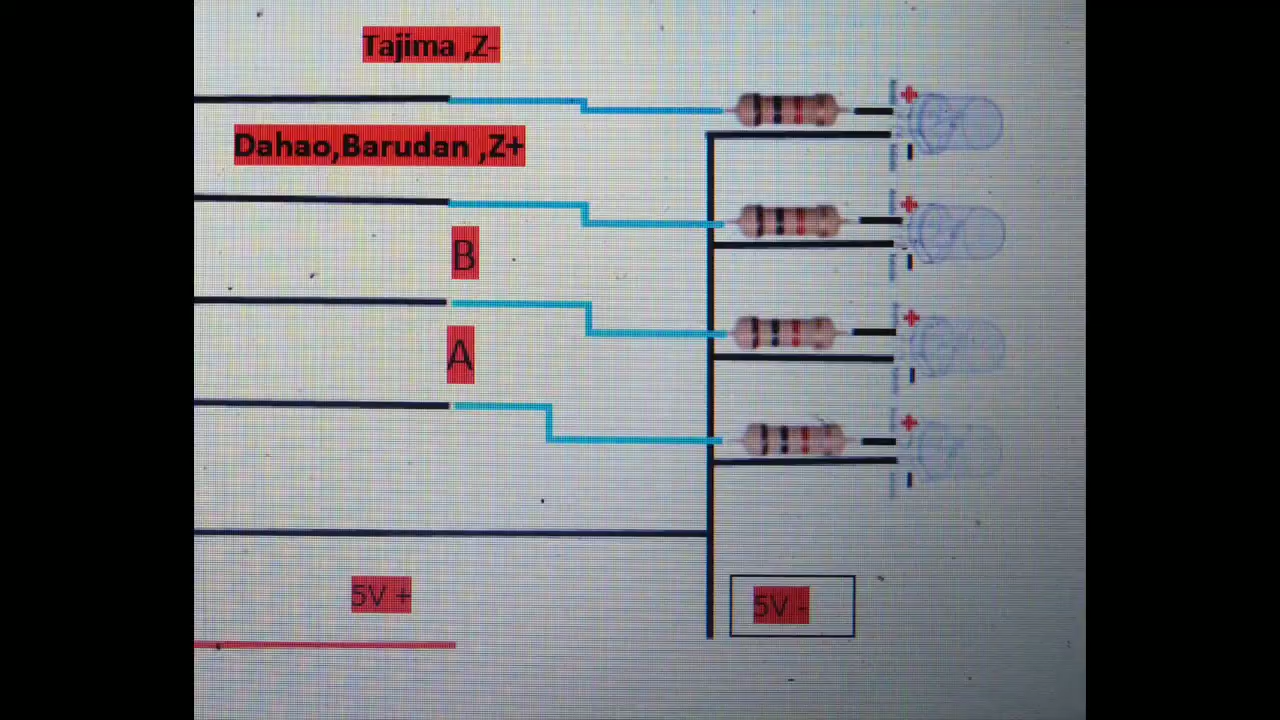 Tajima ,Z-
Dahao,Barudan ,Z+
B
A
5V +
5V -